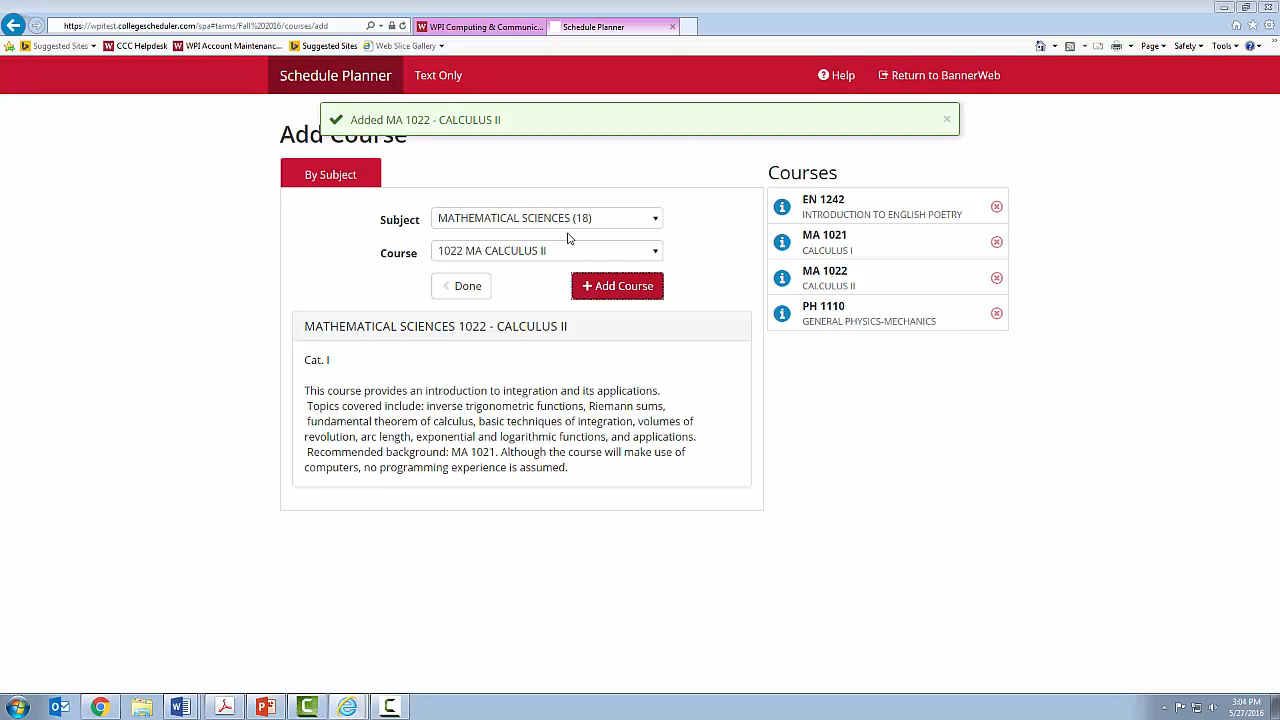 https://wpitest.collegescheduler.com/spa#terms/Fall%202016/courses/add
WPI Computing & Communic...
Schedule Planner
Suggested Sites
CCC Helpdesk
WPI Account Maintenanc...
Suggested Sites
Web Slice Gallery
Page
Safety
Tools
Schedule Planner
Text Only
Help
Return to BannerWeb
Added MA 1022 - CALCULUS II
Add Course
By Subject
Subject
MATHEMATICAL SCIENCES (18)
Course
1022 MA CALCULUS II
Done
Add Course
MATHEMATICAL SCIENCES 1022 - CALCULUS II
Cat. I
This course provides an introduction to integration and its applications.
Topics covered include: inverse trigonometric functions, Riemann sums,
fundamental theorem of calculus, basic techniques of integration, volumes of
revolution, arc length, exponential and logarithmic functions, and applications.
Recommended background: MA 1021. Although the course will make use of
computers, no programming experience is assumed.
Courses
EN 1242
INTRODUCTION TO ENGLISH POETRY
MA 1021
CALCULUS I
MA 1022
CALCULUS II
PH 1110
GENERAL PHYSICS-MECHANICS
3:04 PM
5/27/2016